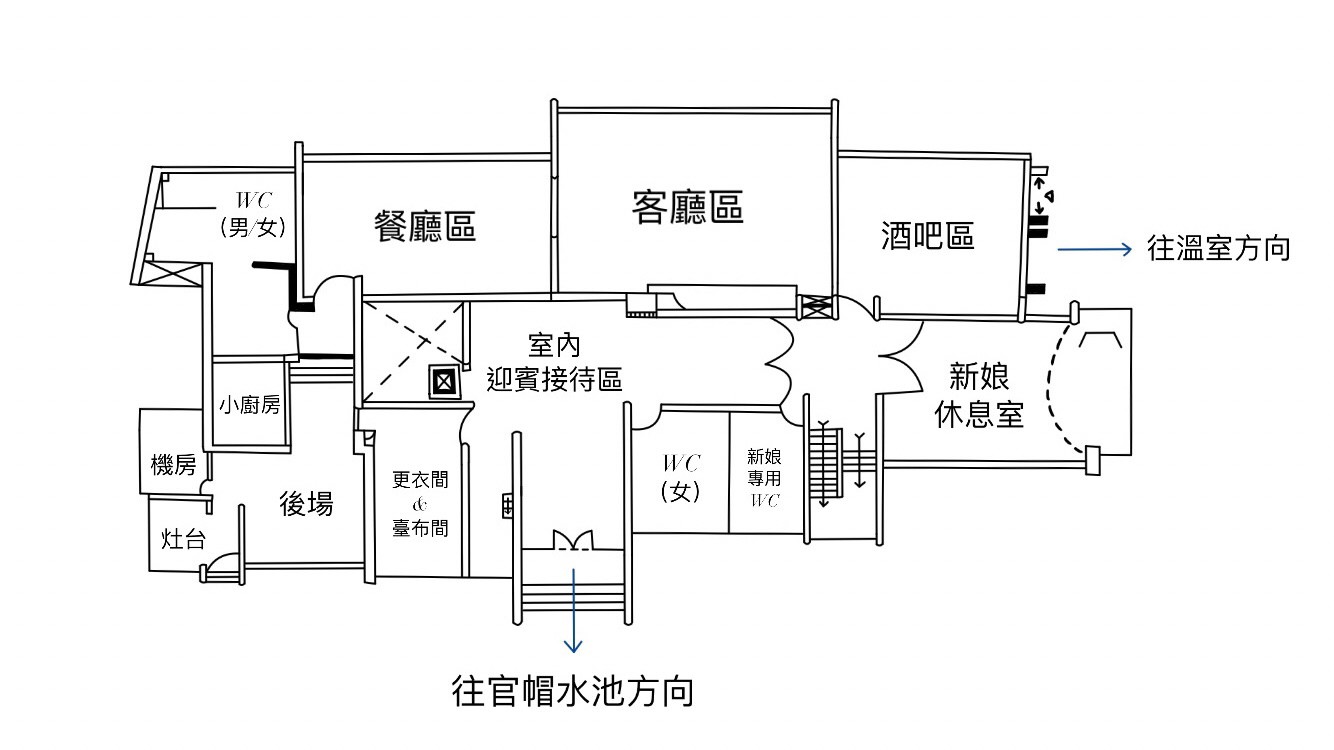 WC
(男/女)
餐廳區
客廳區
酒吧區
往溫室方向
室內
迎賓接待區
新娘
休息室
小廚房
機房
後場
灶台
更衣間
&
臺布間
WC
(女)
新娘
專用
WC
往官帽水池方向